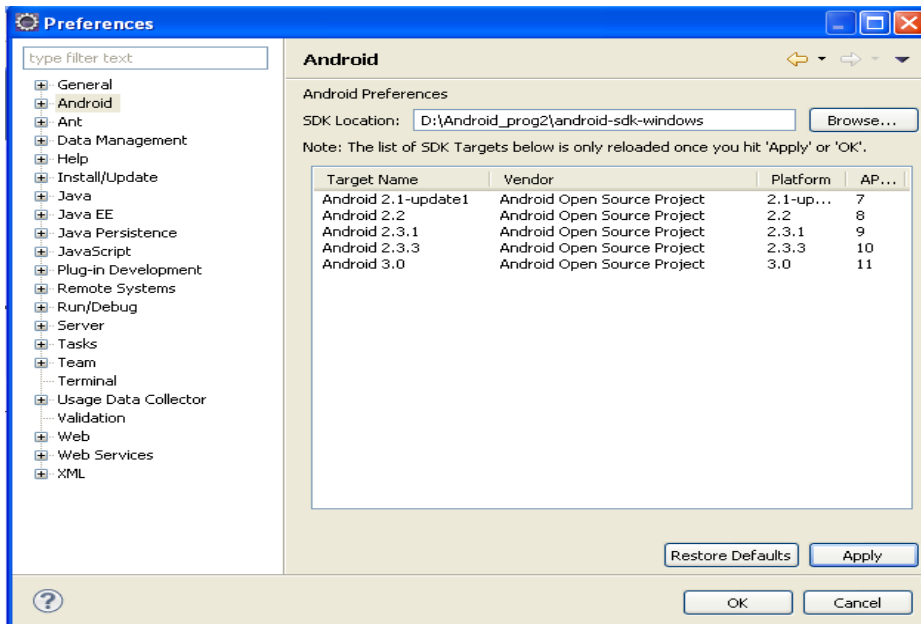 Preferences
type filter text
General
Android
Ant
Data Management
Help
Install/Update
Java
Java EE
Java Persistence
JavaScript
Plug-in Development
Remote Systems
Run/Debug
Server
Tasks
Team
Terminal
Usage Data Collector
Validation
Web
Web Services
XML
Android
Android Preferences
SDK Location: D:\Android_prog2\android-sdk-windows Browse...
Note: The list of SDK Targets below is only reloaded once you hit 'Apply' or 'OK'.
Target Name Vendor Platform AP...
Android 2.1-update1 Android Open Source Project 2.1-up... 7
Android 2.2 Android Open Source Project 2.2 8
Android 2.3.1 Android Open Source Project 2.3.1 9
Android 2.3.3 Android Open Source Project 2.3.3 10
Android 3.0 Android Open Source Project 3.0 11
Restore Defaults Apply
OK Cancel